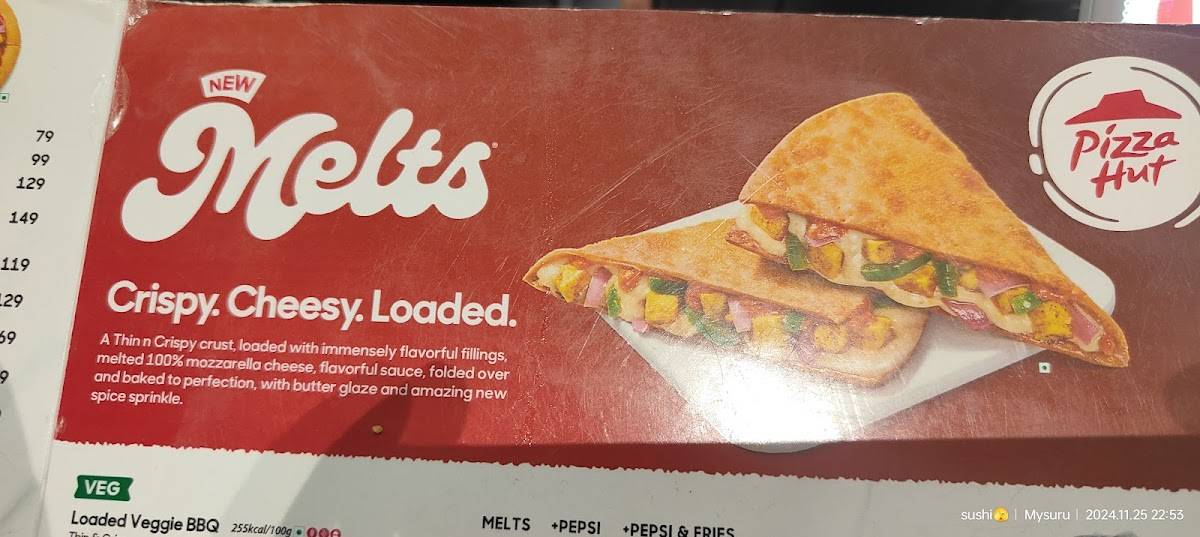 79
99
129
149
119
NEW
Melts
Pizza
Hut
Crispy. Cheesy. Loaded.
A Thin n Crispy crust, loaded with immensely flavorful fillings,
melted 100% mozzarella cheese, flavorful sauce, folded over
and baked to perfection, with butter glaze and amazing new
spice sprinkle.
VEG
Loaded Veggie BBQ 255kcal/100g
MELTS +PEPSI +PEPSI & FRIES
sushi🫣 | Mysuru | 2024.11.25 22:53